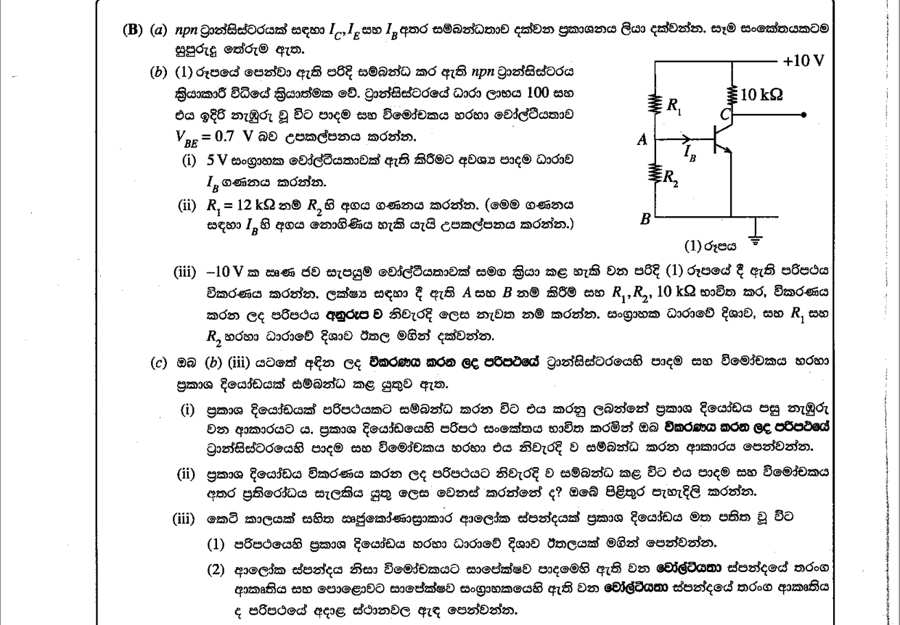 (B) (a) npn ට්‍රාන්සිස්ටරයක් සඳහා I_C, I_E සහ I_B අතර සම්බන්ධතාව දක්වන ප්‍රකාශනය ලියා දක්වන්න. සෑම සංකේතයකටම
සුපුරුදු තේරුම ඇත.
(b) (1) රූපයේ පෙන්වා ඇති පරිදි සම්බන්ධ කර ඇති npn ට්‍රාන්සිස්ටරය
ක්‍රියාකාරී විධියේ ක්‍රියාත්මක වේ. ට්‍රාන්සිස්ටරයේ ධාරා ලාභය 100 සහ
එය ඉදිරි නැඹුරු වූ විට පාදම සහ විමෝචකය හරහා වෝල්ටීයතාව
V_BE = 0.7 V බව උපකල්පනය කරන්න.
(i) 5 V සංග්‍රාහක වෝල්ටීයතාවක් ඇති කිරීමට අවශ්‍ය පාදම ධාරාව
I_B ගණනය කරන්න.
(ii) R₁ = 12 kΩ නම් R₂ හි අගය ගණනය කරන්න. (මෙම ගණනය
සඳහා I_B හි අගය නොගිණිය හැකි යැයි උපකල්පනය කරන්න.)
+10 V
R₁
10 kΩ
C
A
I_B
R₂
B
(1) රූපය
(iii) −10 V ක ඍණ ජව සැපයුම් වෝල්ටීයතාවක් සමග ක්‍රියා කළ හැකි වන පරිදි (1) රූපයේ දී ඇති පරිපථය
විකරණය කරන්න. ලක්ෂ්‍ය සඳහා දී ඇති A සහ B නම් කිරීම් සහ R₁, R₂, 10 kΩ භාවිත කර, විකරණය
කරන ලද පරිපථය අනුරූප ව නිවැරදි ලෙස නැවත නම් කරන්න. සංග්‍රාහක ධාරාවේ දිශාව, සහ R₁ සහ
R₂ හරහා ධාරාවේ දිශාව ඊතල මගින් දක්වන්න.
(c) ඔබ (b) (iii) යටතේ අඳින ලද විකරණය කරන ලද පරිපථයේ ට්‍රාන්සිස්ටරයෙහි පාදම සහ විමෝචකය හරහා
ප්‍රකාශ දියෝඩයක් සම්බන්ධ කළ යුතුව ඇත.
(i) ප්‍රකාශ දියෝඩයක් පරිපථයකට සම්බන්ධ කරන විට එය කරනු ලබන්නේ ප්‍රකාශ දියෝඩය පසු නැඹුරු
වන ආකාරයට ය. ප්‍රකාශ දියෝඩයෙහි පරිපථ සංකේතය භාවිත කරමින් ඔබ විකරණය කරන ලද පරිපථයේ
ට්‍රාන්සිස්ටරයෙහි පාදම සහ විමෝචකය හරහා එය නිවැරදි ව සම්බන්ධ කරන ආකාරය පෙන්වන්න.
(ii) ප්‍රකාශ දියෝඩය විකරණය කරන ලද පරිපථයට නිවැරදි ව සම්බන්ධ කළ විට එය පාදම සහ විමෝචකය
අතර ප්‍රතිරෝධය සැලකිය යුතු ලෙස වෙනස් කරන්නේ ද? ඔබේ පිළිතුර පැහැදිලි කරන්න.
(iii) කෙටි කාලයක් සහිත සෘජුකෝණාස්‍රාකාර ආලෝක ස්පන්දයක් ප්‍රකාශ දියෝඩය මත පතිත වූ විට
(1) පරිපථයෙහි ප්‍රකාශ දියෝඩය හරහා ධාරාවේ දිශාව ඊතලයක් මගින් පෙන්වන්න.
(2) ආලෝක ස්පන්දය නිසා විමෝචකයට සාපේක්ෂව පාදමෙහි ඇති වන වෝල්ටීයතා ස්පන්දයේ තරංග
ආකෘතිය සහ පොළොවට සාපේක්ෂව සංග්‍රාහකයෙහි ඇති වන වෝල්ටීයතා ස්පන්දයේ තරංග ආකෘතිය
ද පරිපථයේ අදාළ ස්ථානවල ඇඳ පෙන්වන්න.